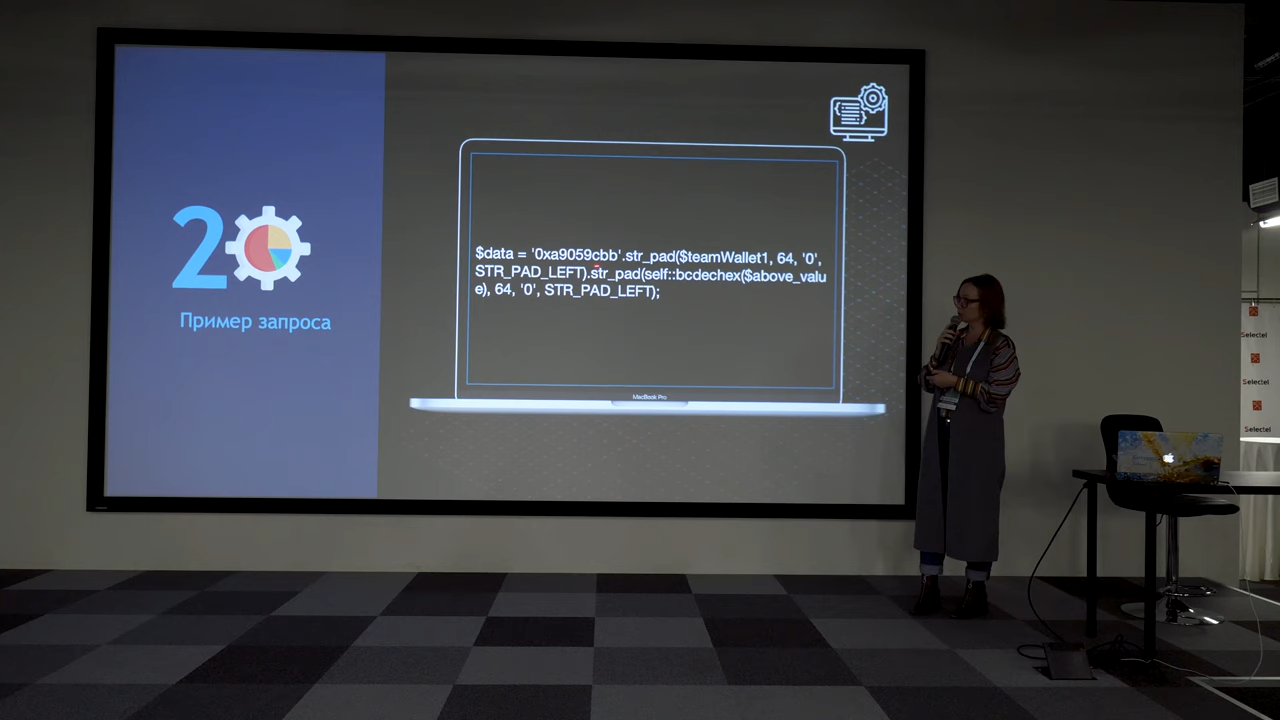 20
Пример запроса
$data = '0xa9059cbb'.str_pad($teamWallet1, 64, '0',
STR_PAD_LEFT).str_pad(self::bcdechex($above_valu
e), 64, '0', STR_PAD_LEFT);
MacBook Pro
Selectel
Selectel
Selectel